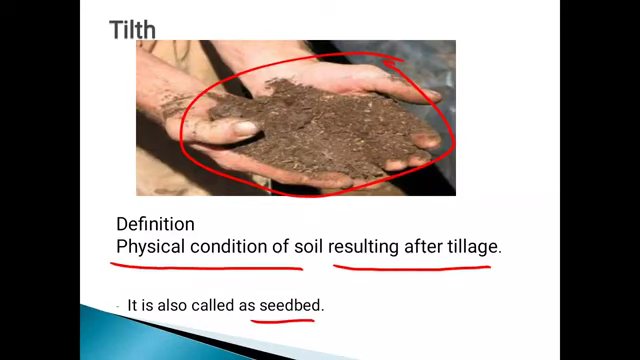 Tilth
Definition
Physical condition of soil resulting after tillage.
- It is also called as seedbed.